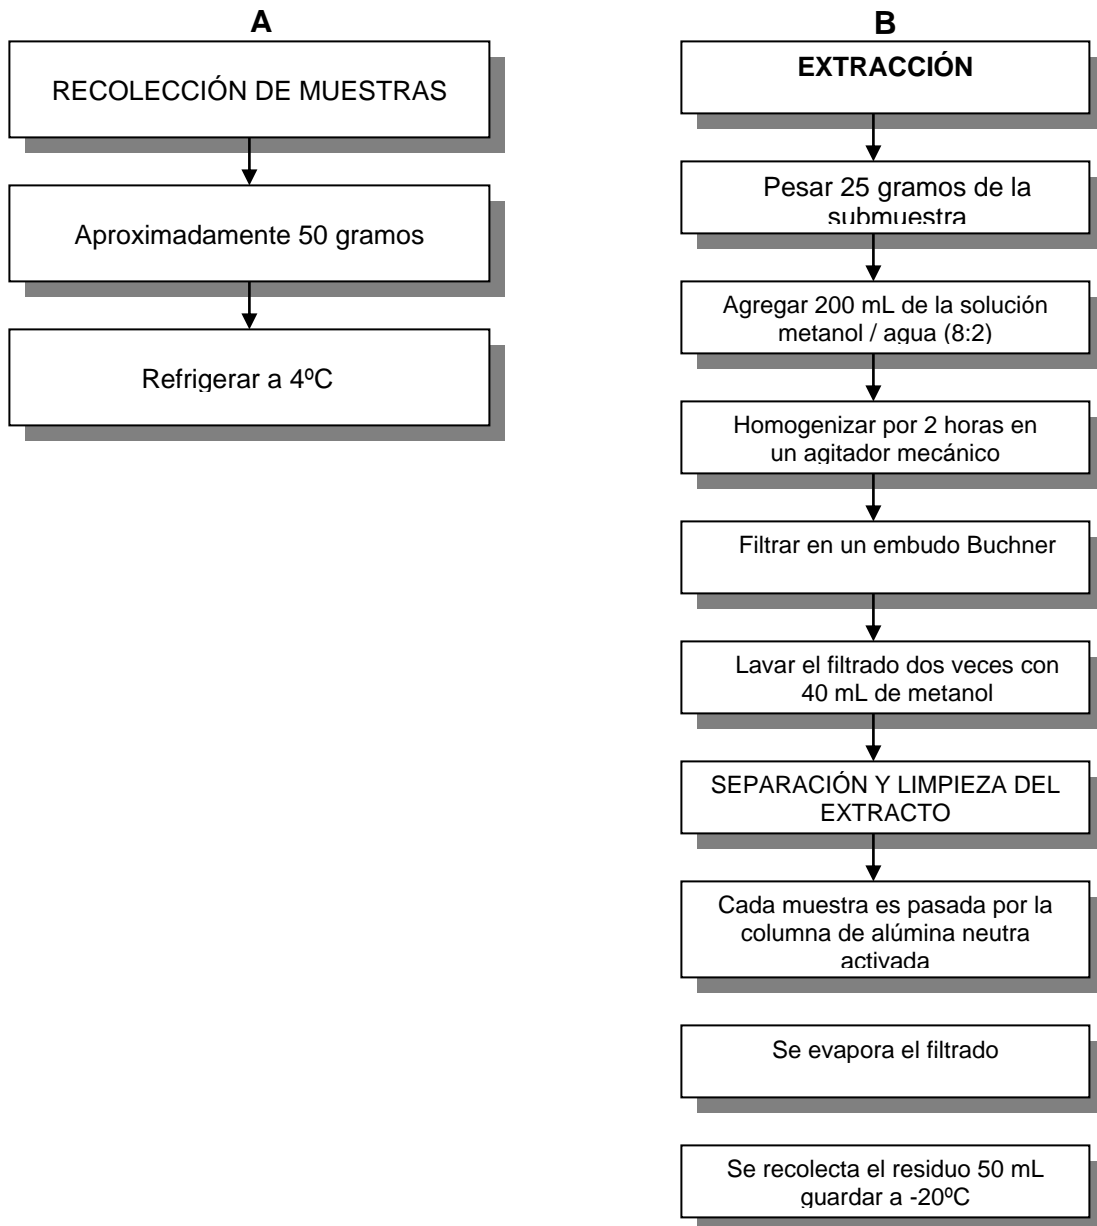 A
RECOLECCIÓN DE MUESTRAS
Aproximadamente 50 gramos
Refrigerar a 4ºC
B
EXTRACCIÓN
Pesar 25 gramos de la
submuestra
Agregar 200 mL de la solución
metanol / agua (8:2)
Homogenizar por 2 horas en
un agitador mecánico
Filtrar en un embudo Buchner
Lavar el filtrado dos veces con
40 mL de metanol
SEPARACIÓN Y LIMPIEZA DEL
EXTRACTO
Cada muestra es pasada por la
columna de alúmina neutra
activada
Se evapora el filtrado
Se recolecta el residuo 50 mL
guardar a -20ºC